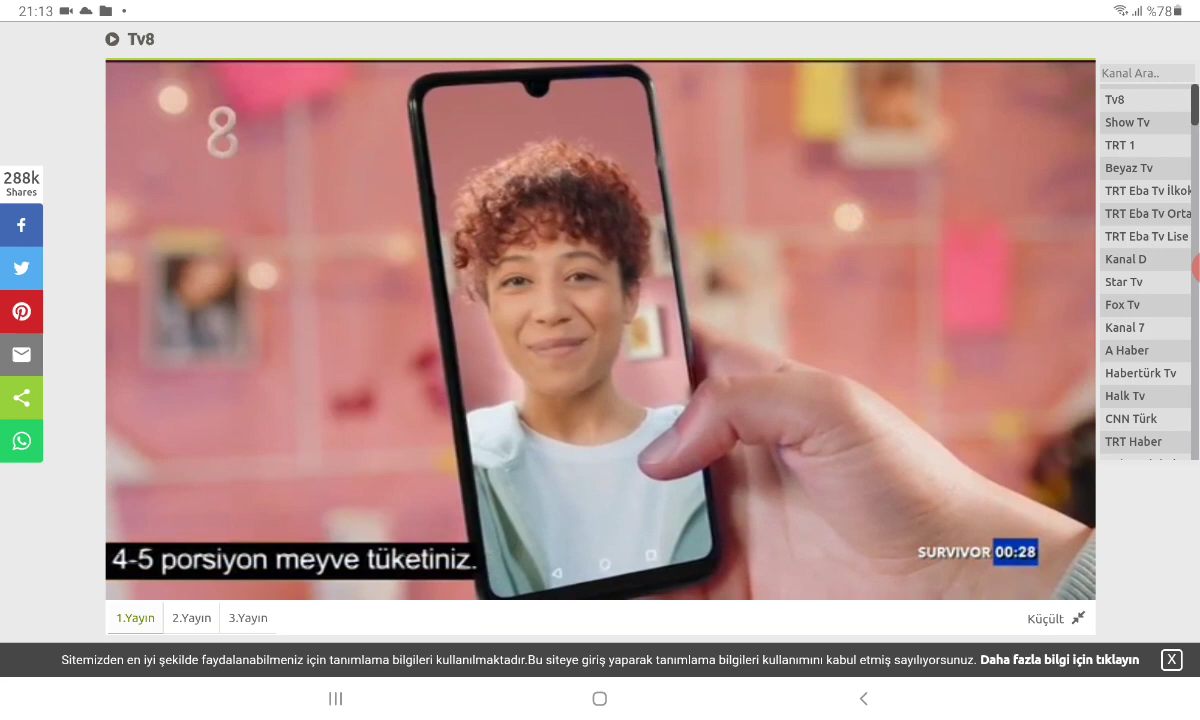 21:13
%78
Tv8
8
288k
Shares
4-5 porsiyon meyve tüketiniz.
SURVIVOR 00:28
Kanal Ara..
Tv8
Show Tv
TRT 1
Beyaz Tv
TRT Eba Tv İlkok
TRT Eba Tv Orta
TRT Eba Tv Lise
Kanal D
Star Tv
Fox Tv
Kanal 7
A Haber
Habertürk Tv
Halk Tv
CNN Türk
TRT Haber
1.Yayın
2.Yayın
3.Yayın
Küçült
Sitemizden en iyi şekilde faydalanabilmeniz için tanımlama bilgileri kullanılmaktadır.Bu siteye giriş yaparak tanımlama bilgileri kullanımını kabul etmiş sayılıyorsunuz. Daha fazla bilgi için tıklayın X